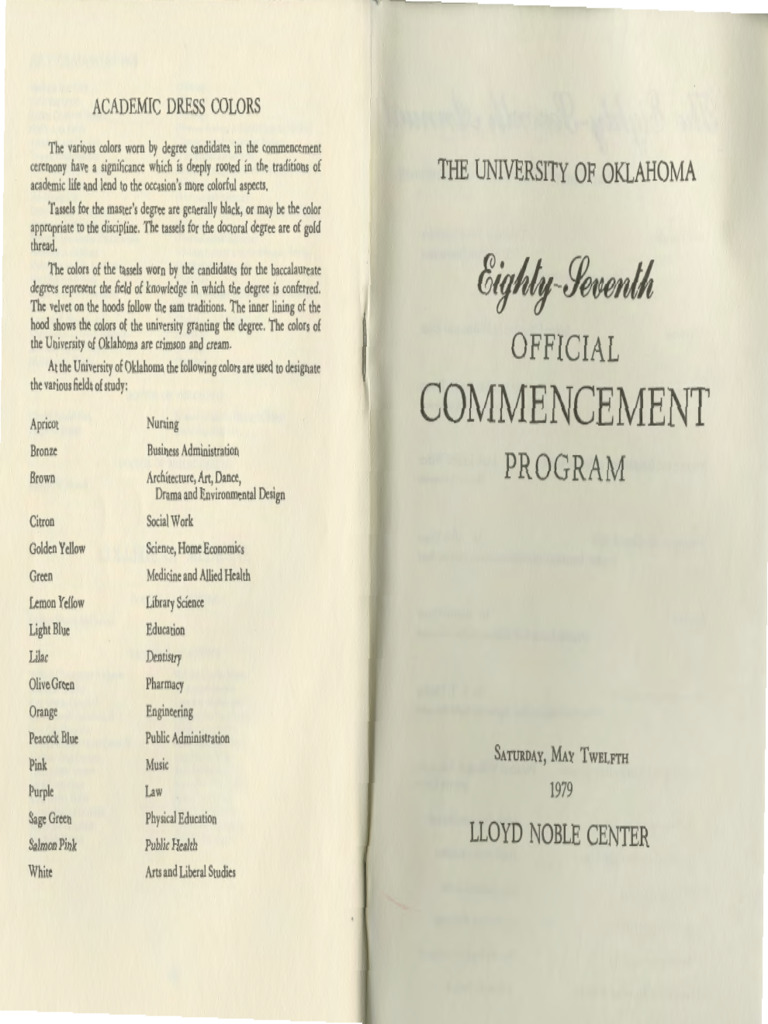 ACADEMIC DRESS COLORS
The various colors worn by degree candidates in the commencement
ceremony have a significance which is deeply rooted in the traditions of
academic life and lend to the occasion's more colorful aspects.
Tassels for the master's degree are generally black, or may be the color
appropriate to the discipline. The tassels for the doctoral degree are of gold
thread.
The colors of the tassels worn by the candidates for the baccalaureate
degrees represent the field of knowledge in which the degree is conferred.
The velvet on the hoods follow the sam traditions. The inner lining of the
hood shows the colors of the university granting the degree. The colors of
the University of Oklahoma are crimson and cream.
At the University of Oklahoma the following colors are used to designate
the various fields of study:
Apricot Nursing
Bronze Business Administration
Brown Architecture, Art, Dance,
Drama and Environmental Design
Citron Social Work
Golden Yellow Science, Home Economics
Green Medicine and Allied Health
Lemon Yellow Library Science
Light Blue Education
Lilac Dentistry
Olive Green Pharmacy
Orange Engineering
Peacock Blue Public Administration
Pink Music
Purple Law
Sage Green Physical Education
Salmon Pink Public Health
White Arts and Liberal Studies
THE UNIVERSITY OF OKLAHOMA
Eighty-Seventh
OFFICIAL
COMMENCEMENT
PROGRAM
SATURDAY, MAY TWELFTH
1979
LLOYD NOBLE CENTER